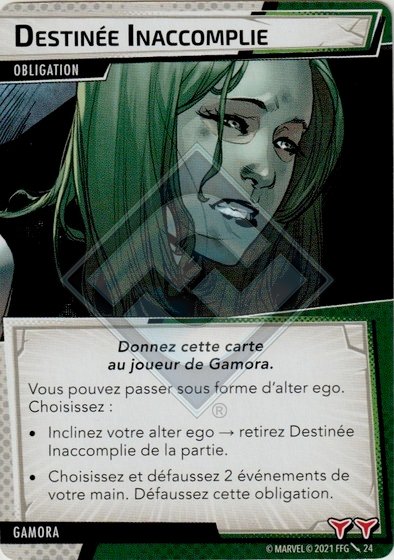 DESTINÉE INACCOMPLIE
OBLIGATION
Donnez cette carte
au joueur de Gamora.
Vous pouvez passer sous forme d'alter ego.
Choisissez :
• Inclinez votre alter ego → retirez Destinée
Inaccomplie de la partie.
• Choisissez et défaussez 2 événements de
votre main. Défaussez cette obligation.
®
GAMORA
© MARVEL © 2021 FFG 24